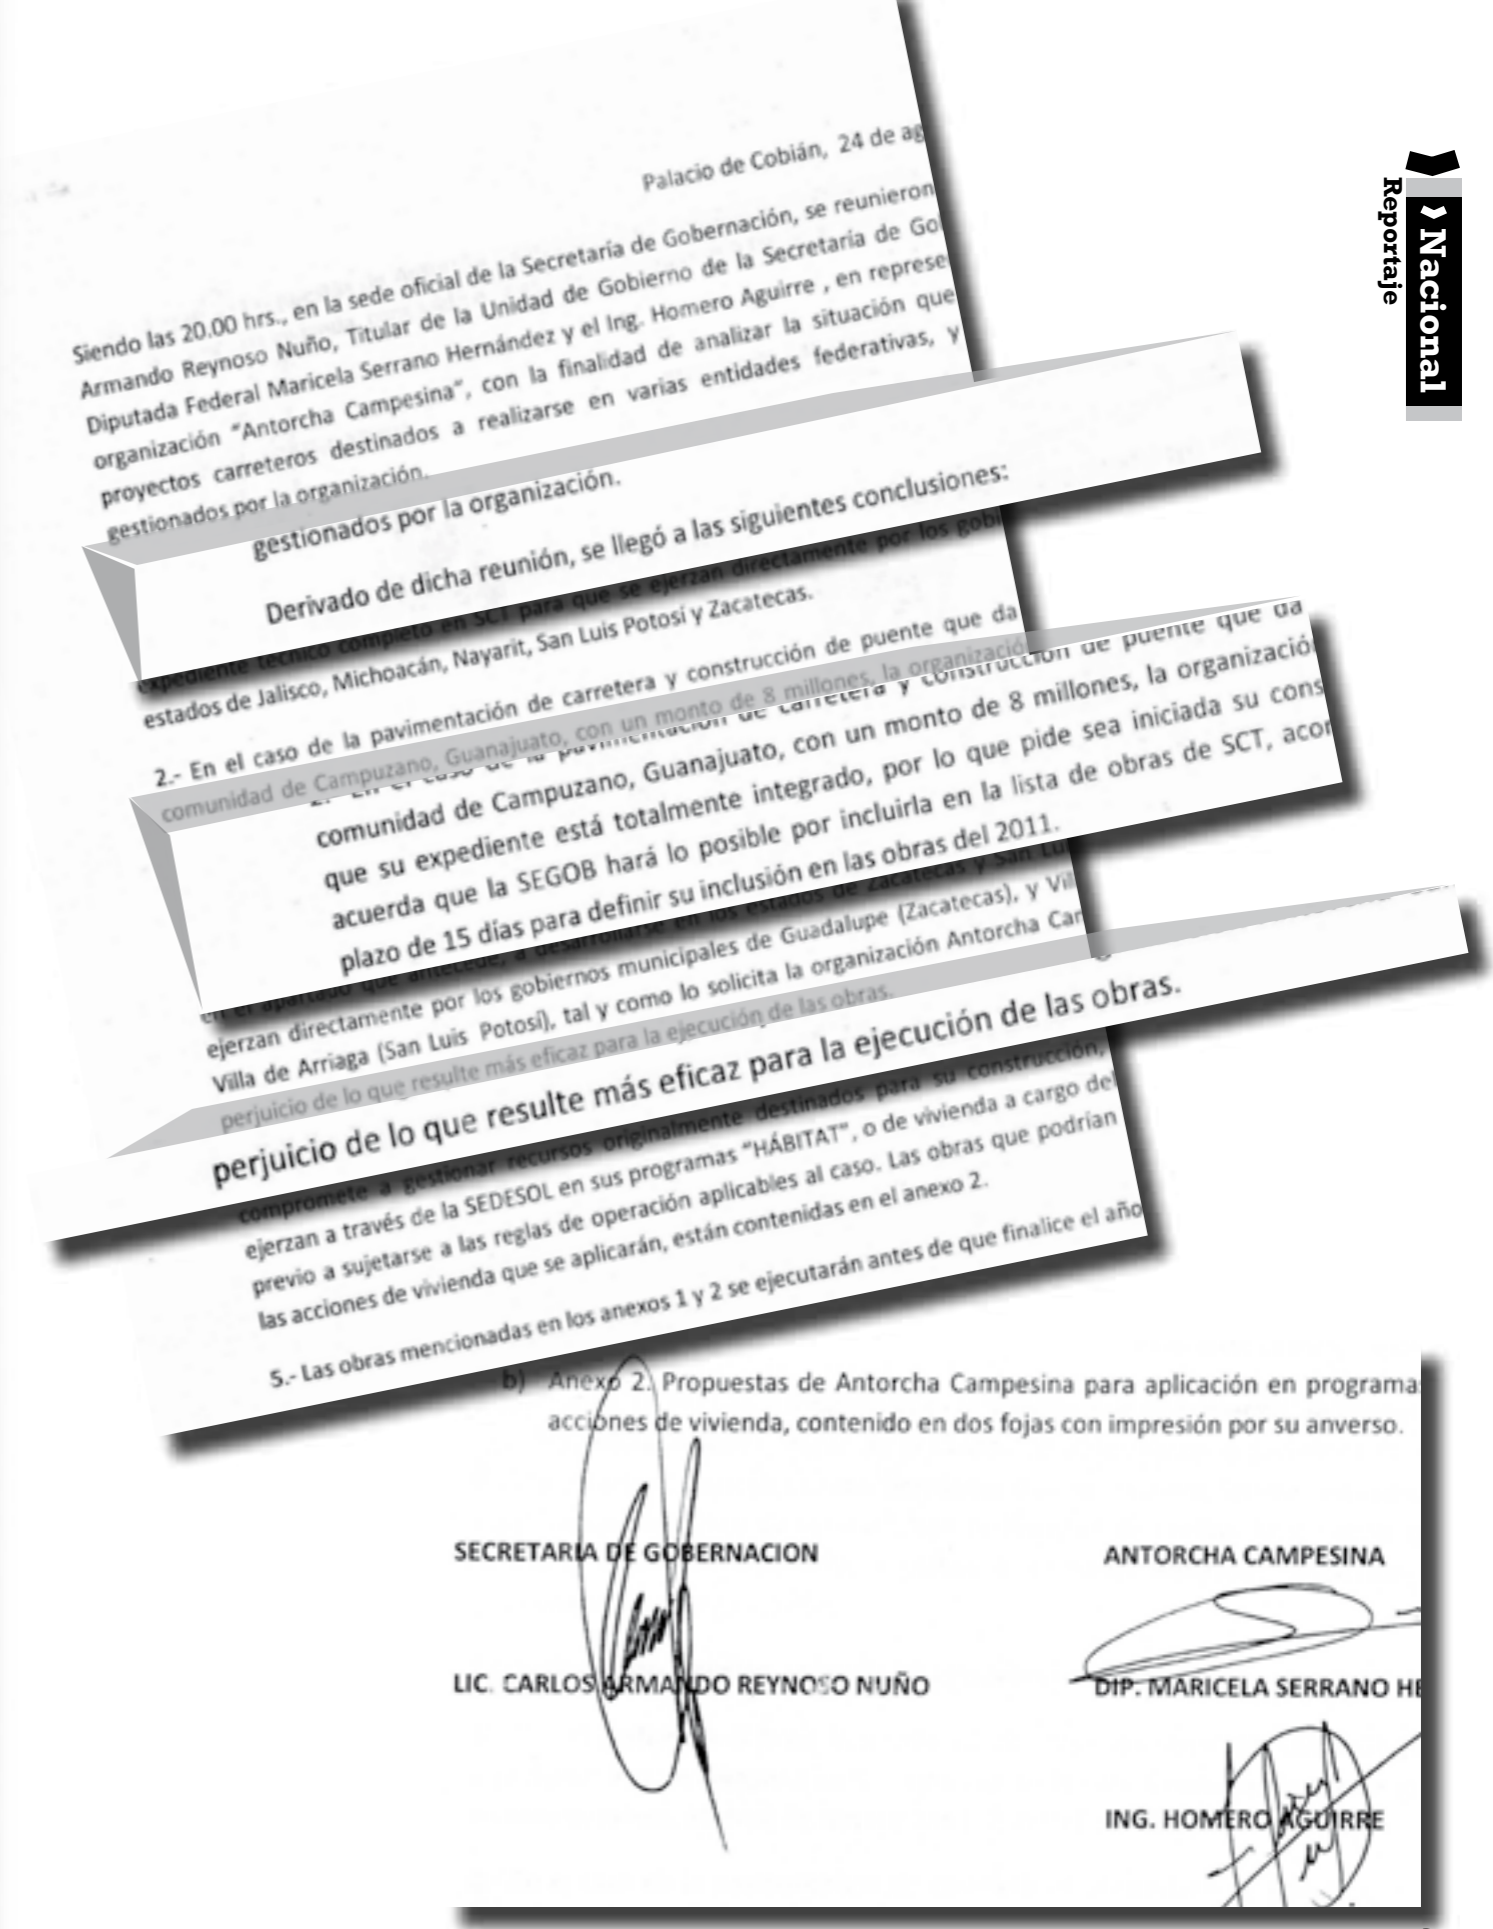 Nacional
Reportaje
Palacio de Cobián, 24 de ag
Siendo las 20.00 hrs., en la sede oficial de la Secretaría de Gobernación, se reunieron
Armando Reynoso Nuño, Titular de la Unidad de Gobierno de la Secretaría de Go
Diputada Federal Maricela Serrano Hernández y el Ing. Homero Aguirre , en represe
organización "Antorcha Campesina", con la finalidad de analizar la situación que
proyectos carreteros destinados a realizarse en varias entidades federativas, y
gestionados por la organización.
gestionados por la organización.
Derivado de dicha reunión, se llegó a las siguientes conclusiones:
expediente técnico completo en SCT para que se ejerzan directamente por los gobi
estados de Jalisco, Michoacán, Nayarit, San Luis Potosí y Zacatecas.
2.- En el caso de la pavimentación de carretera y construcción de puente que da
comunidad de Campuzano, Guanajuato, con un monto de 8 millones, la organizació
2.- En el caso de la pavimentación de carretera y construcción de puente que da
comunidad de Campuzano, Guanajuato, con un monto de 8 millones, la organizació
que su expediente está totalmente integrado, por lo que pide sea iniciada su cons
acuerda que la SEGOB hará lo posible por incluirla en la lista de obras de SCT, acor
plazo de 15 días para definir su inclusión en las obras del 2011.
en el apartado que antecede, a desarrollarse en los estados de Zacatecas y San Lui
ejerzan directamente por los gobiernos municipales de Guadalupe (Zacatecas), y Vill
Villa de Arriaga (San Luis Potosí), tal y como lo solicita la organización Antorcha Cam
perjuicio de lo que resulte más eficaz para la ejecución de las obras.
perjuicio de lo que resulte más eficaz para la ejecución de las obras.
compromete a gestionar recursos originalmente destinados para su construcción,
ejerzan a través de la SEDESOL en sus programas "HÁBITAT", o de vivienda a cargo del
previo a sujetarse a las reglas de operación aplicables al caso. Las obras que podrían
las acciones de vivienda que se aplicarán, están contenidas en el anexo 2.
5.- Las obras mencionadas en los anexos 1 y 2 se ejecutarán antes de que finalice el año
b) Anexo 2. Propuestas de Antorcha Campesina para aplicación en programa
acciones de vivienda, contenido en dos fojas con impresión por su anverso.
SECRETARIA DE GOBERNACION
ANTORCHA CAMPESINA
LIC. CARLOS ARMANDO REYNOSO NUÑO
DIP. MARICELA SERRANO HE
ING. HOMERO AGUIRRE